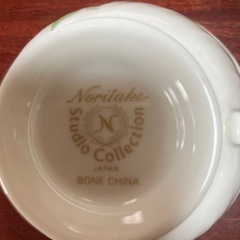 Noritake
Studio Collection
N
JAPAN
BONE CHINA